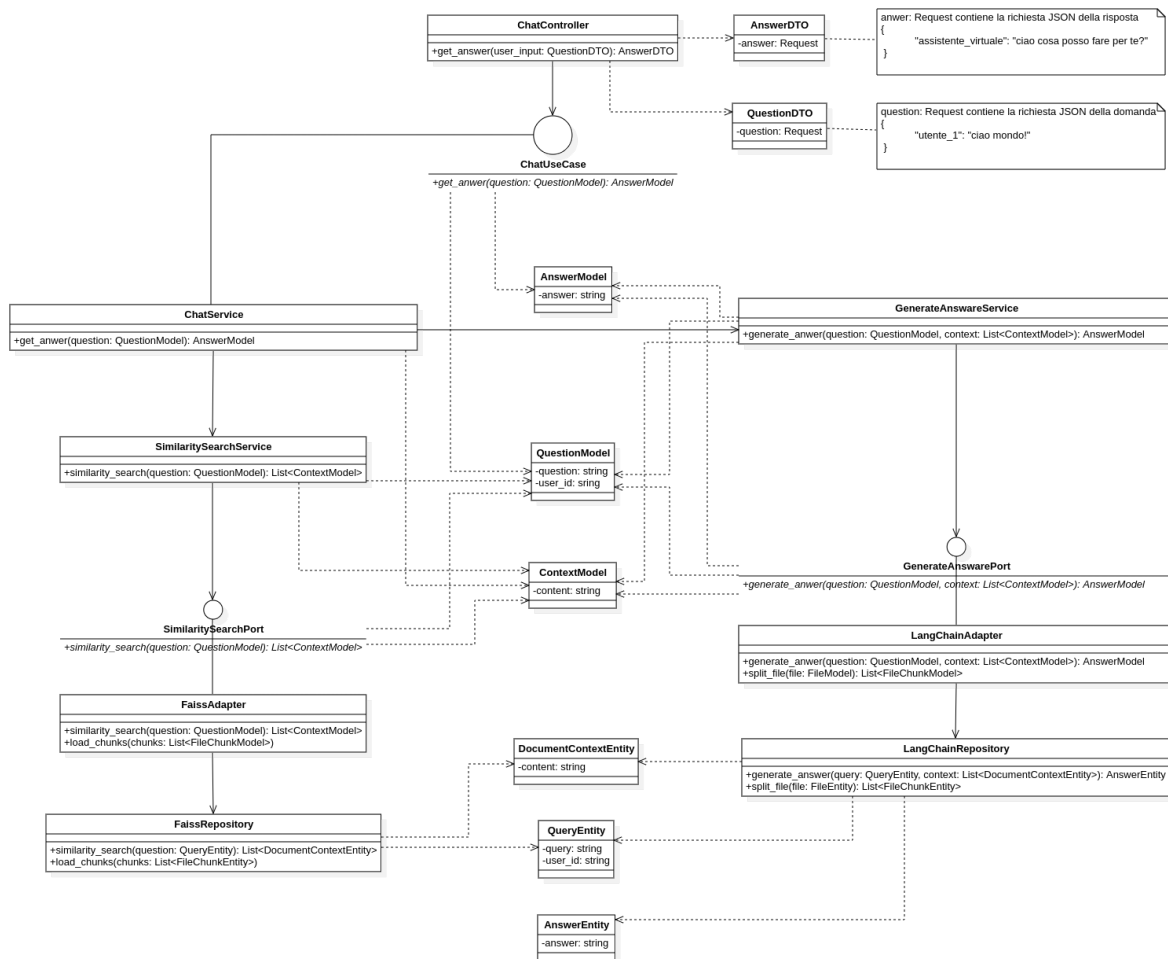 ChatController
+get_answer(user_input: QuestionDTO): AnswerDTO
AnswerDTO
-answer: Request
anwer: Request contiene la richiesta JSON della risposta
{
"assistente_virtuale": "ciao cosa posso fare per te?"
}
QuestionDTO
-question: Request
question: Request contiene la richiesta JSON della domanda
{
"utente_1": "ciao mondo!"
}
ChatUseCase
+get_anwer(question: QuestionModel): AnswerModel
AnswerModel
-answer: string
ChatService
+get_anwer(question: QuestionModel): AnswerModel
GenerateAnswareService
+generate_anwer(question: QuestionModel, context: List<ContextModel>): AnswerModel
SimilaritySearchService
+similarity_search(question: QuestionModel): List<ContextModel>
QuestionModel
-question: string
-user_id: sring
ContextModel
-content: string
GenerateAnswarePort
+generate_anwer(question: QuestionModel, context: List<ContextModel>): AnswerModel
SimilaritySearchPort
+similarity_search(question: QuestionModel): List<ContextModel>
LangChainAdapter
+generate_anwer(question: QuestionModel, context: List<ContextModel>): AnswerModel
+split_file(file: FileModel): List<FileChunkModel>
FaissAdapter
+similarity_search(question: QuestionModel): List<ContextModel>
+load_chunks(chunks: List<FileChunkModel>)
DocumentContextEntity
-content: string
LangChainRepository
+generate_answer(query: QueryEntity, context: List<DocumentContextEntity>): AnswerEntity
+split_file(file: FileEntity): List<FileChunkEntity>
FaissRepository
+similarity_search(question: QueryEntity): List<DocumentContextEntity>
+load_chunks(chunks: List<FileChunkEntity>)
QueryEntity
-query: string
-user_id: string
AnswerEntity
-answer: string